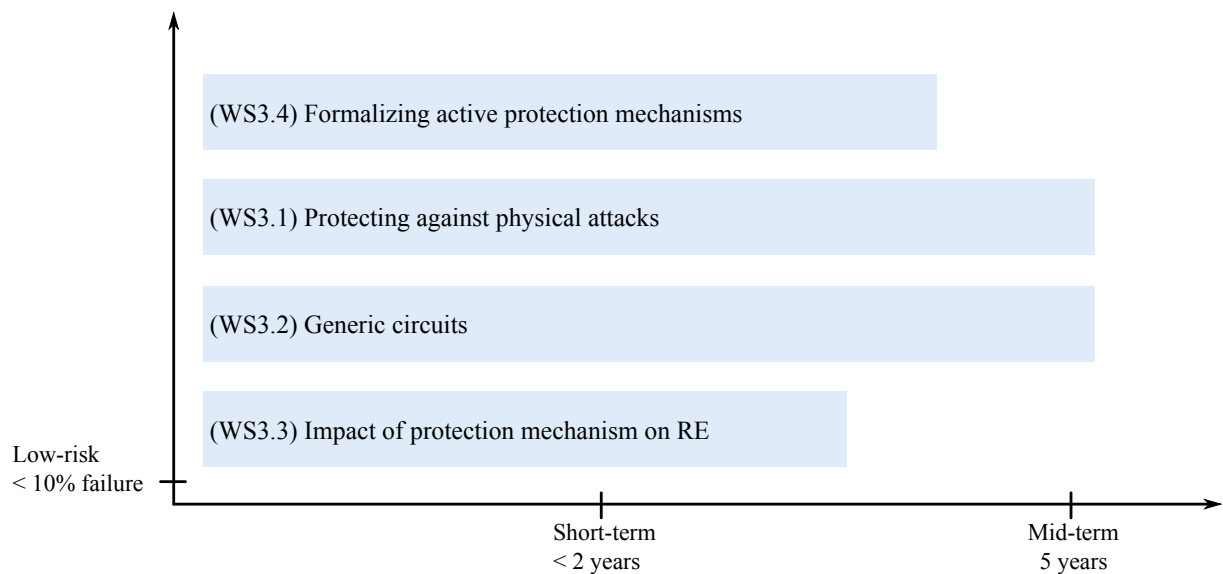 (WS3.4) Formalizing active protection mechanisms
(WS3.1) Protecting against physical attacks
(WS3.2) Generic circuits
(WS3.3) Impact of protection mechanism on RE
Low-risk
< 10% failure
Short-term
< 2 years
Mid-term
5 years